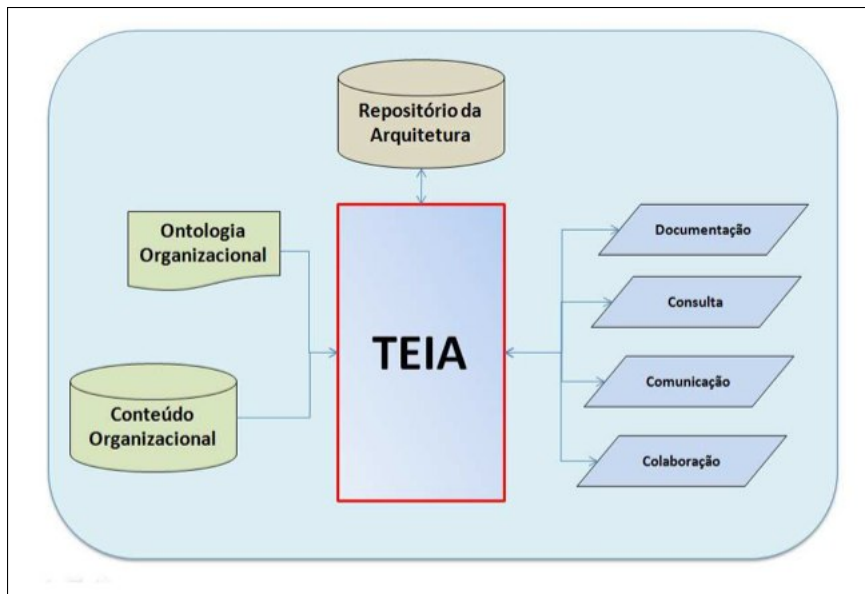 Repositório da
Arquitetura
Ontologia
Organizacional
Conteúdo
Organizacional
TEIA
Documentação
Consulta
Comunicação
Colaboração